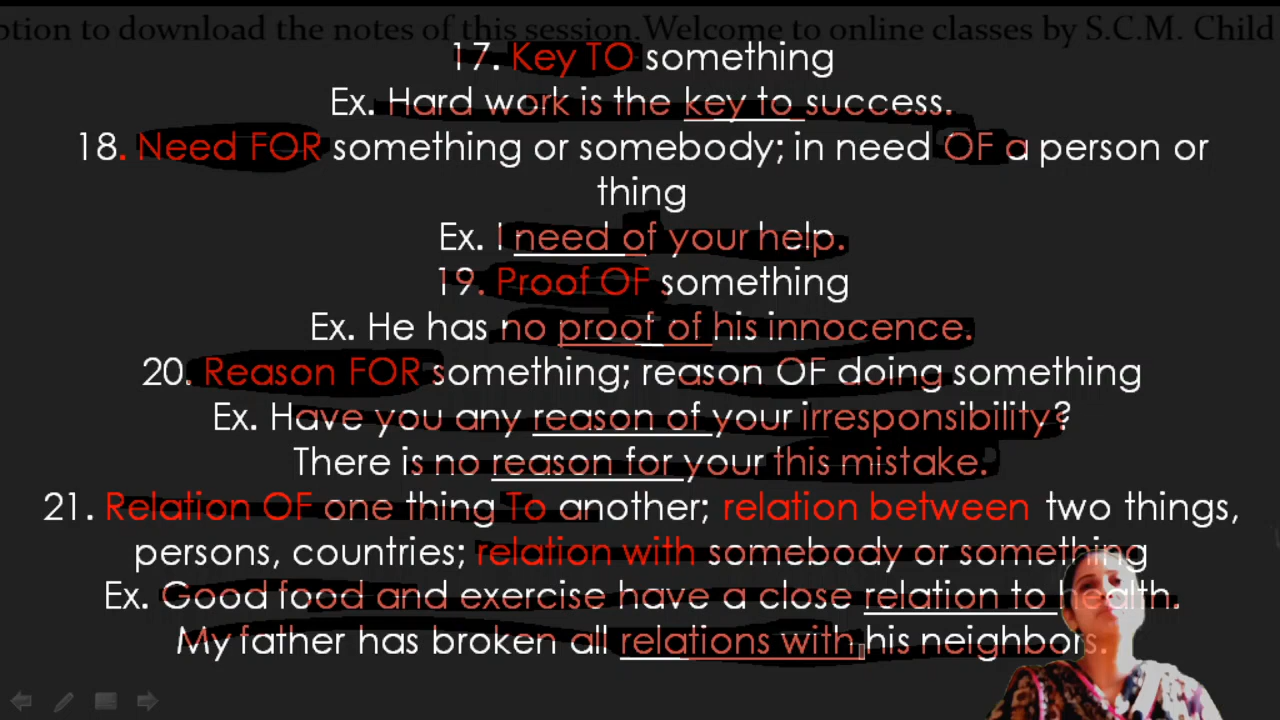 ption to download the notes of this session.Welcome to online classes by S.C.M. Child
17. Key TO something
Ex. Hard work is the key to success.
18. Need FOR something or somebody; in need OF a person or
thing
Ex. I need of your help.
19. Proof OF something
Ex. He has no proof of his innocence.
20. Reason FOR something; reason OF doing something
Ex. Have you any reason of your irresponsibility?
There is no reason for your this mistake.
21. Relation OF one thing To another; relation between two things,
persons, countries; relation with somebody or something
Ex. Good food and exercise have a close relation to health.
My father has broken all relations with his neighbors.